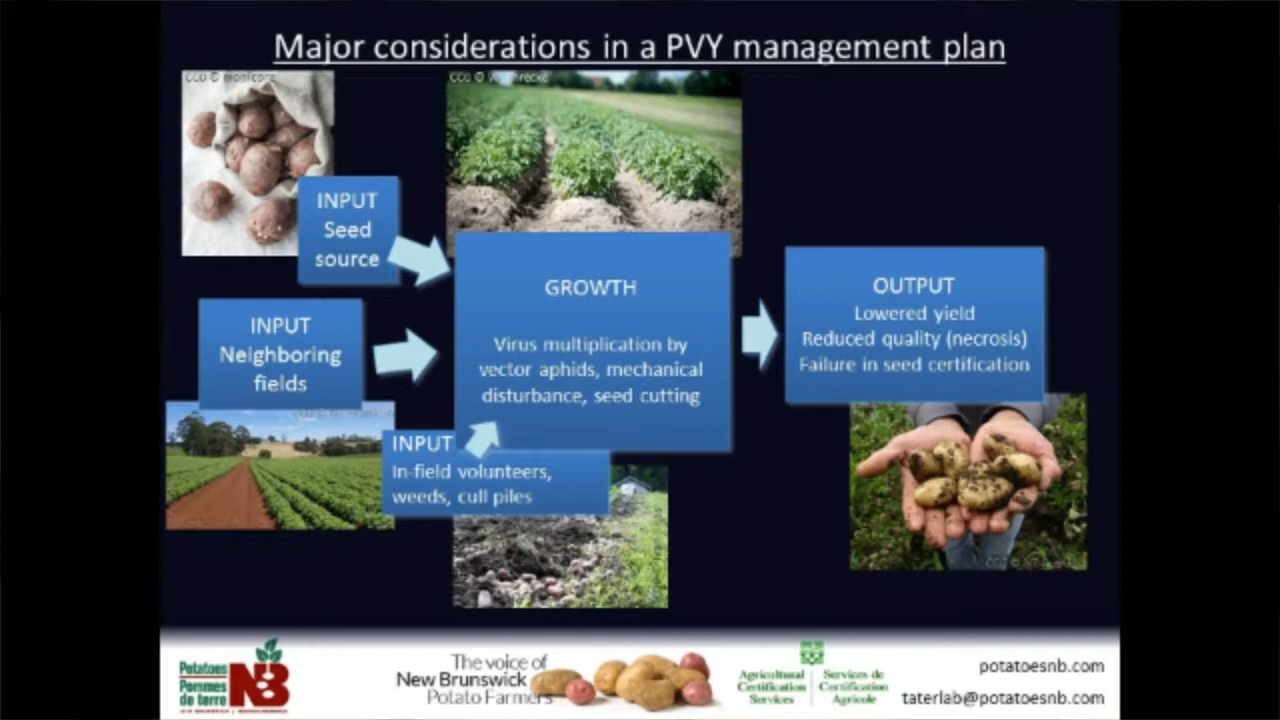 Major considerations in a PVY management plan
INPUT
Seed
source
GROWTH
Virus multiplication by
vector aphids, mechanical
disturbance, seed cutting
OUTPUT
Lowered yield
Reduced quality (necrosis)
Failure in seed certification
INPUT
Neighboring
fields
INPUT
In-field volunteers,
weeds, cull piles
Potatoes
Pommes
de terre
NB
The voice of
New Brunswick
Potato Farmers
Agricultural
Certification
Services
Services de
Certification
Agricole
potatoesnb.com
taterlab@potatoesnb.com